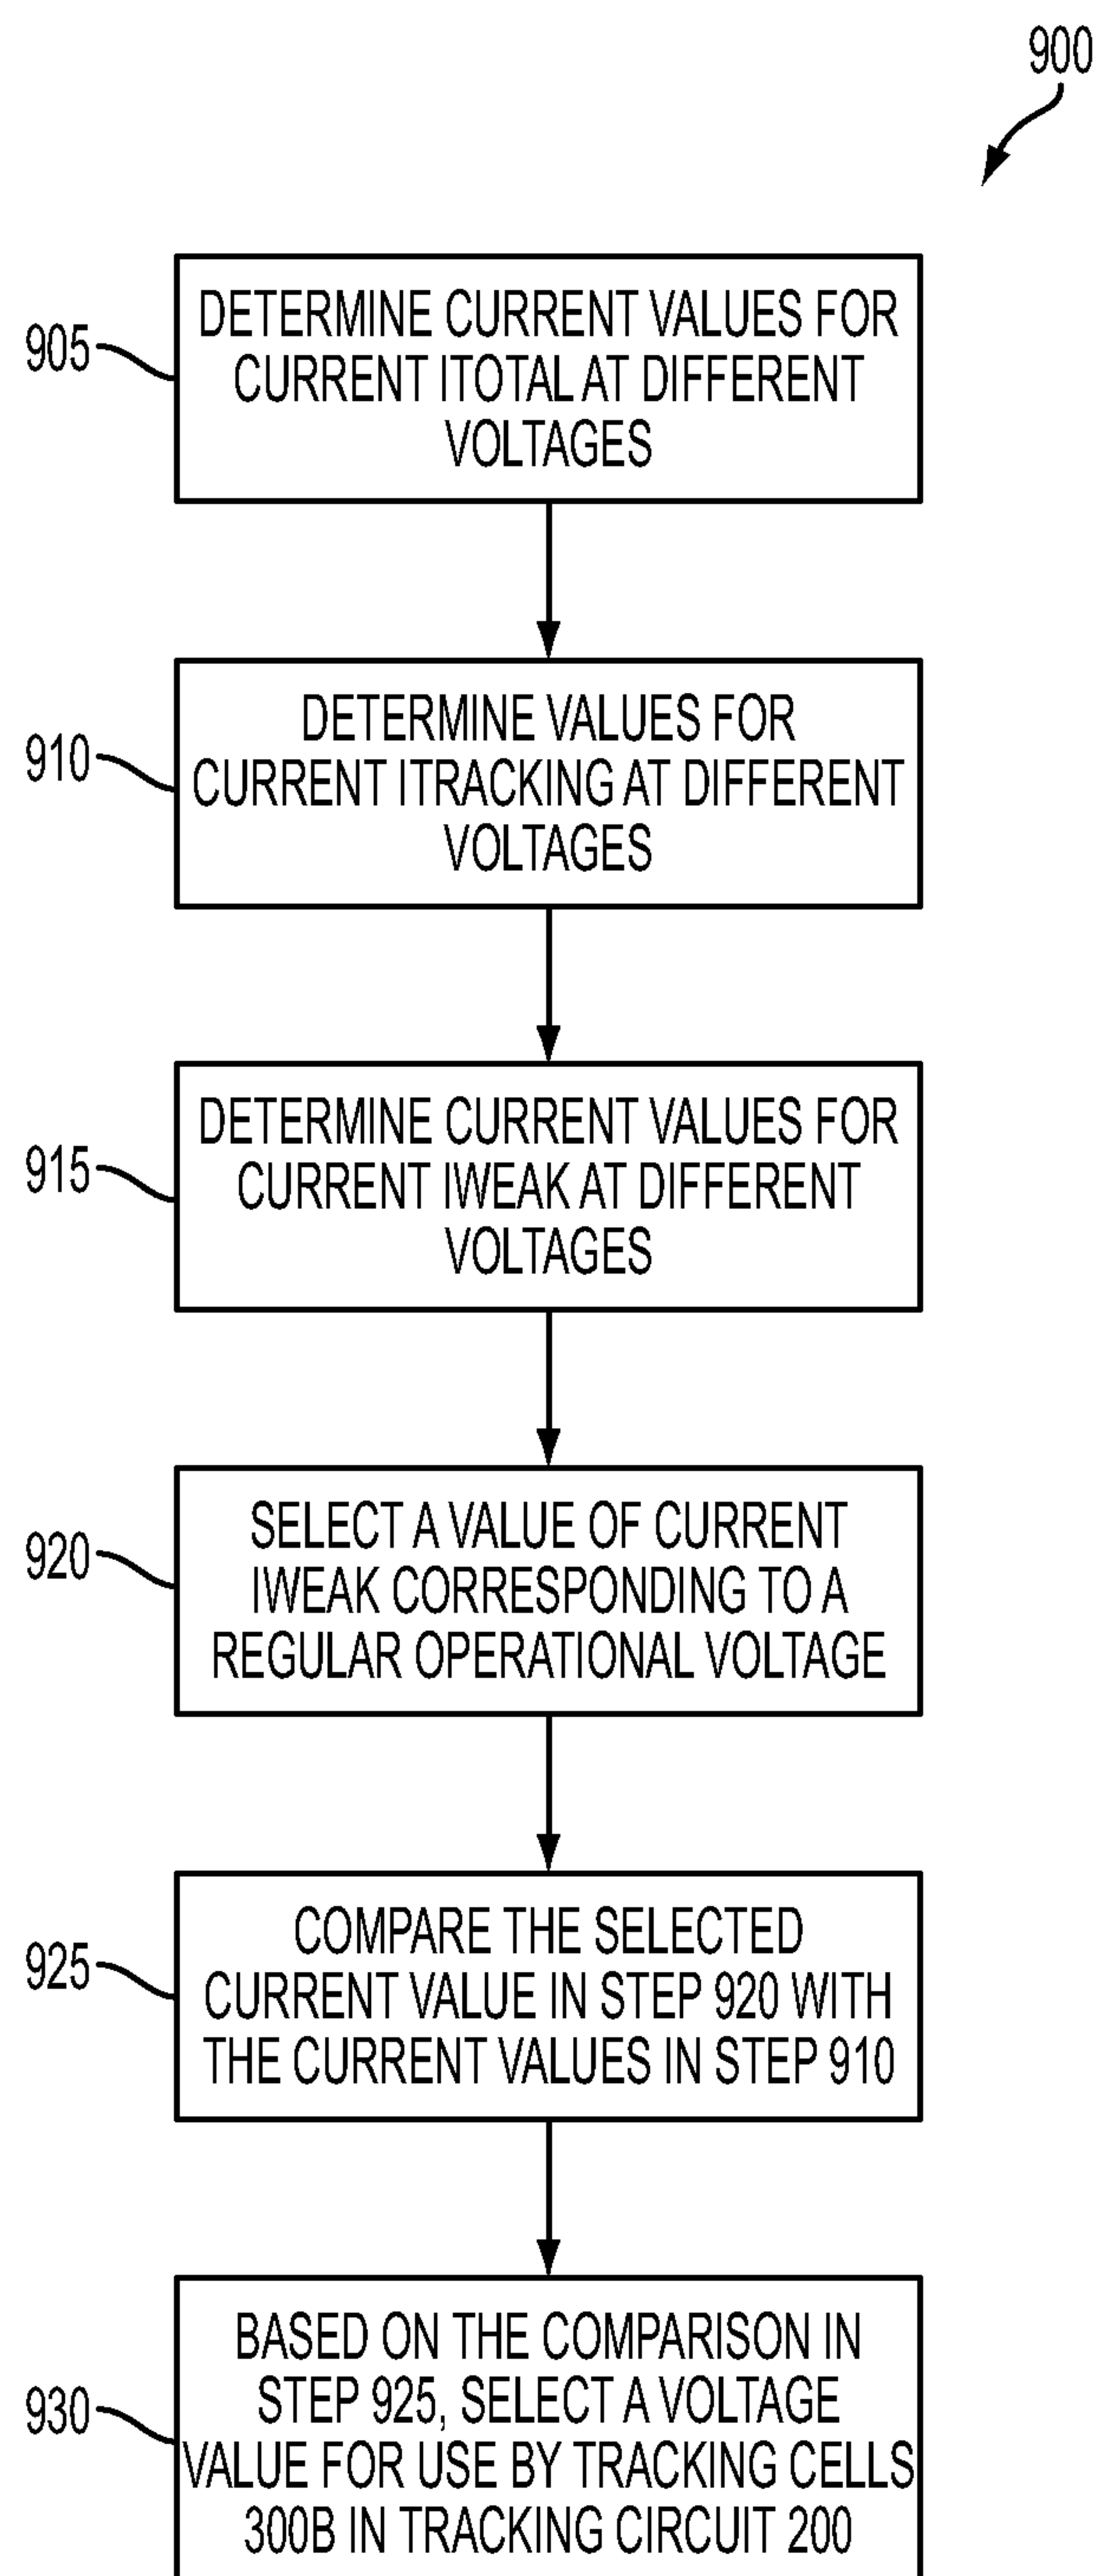 900
905
DETERMINE CURRENT VALUES FOR
CURRENT ITOTAL AT DIFFERENT
VOLTAGES
910
DETERMINE VALUES FOR
CURRENT ITRACKING AT DIFFERENT
VOLTAGES
915
DETERMINE CURRENT VALUES FOR
CURRENT IWEAK AT DIFFERENT
VOLTAGES
920
SELECT A VALUE OF CURRENT
IWEAK CORRESPONDING TO A
REGULAR OPERATIONAL VOLTAGE
925
COMPARE THE SELECTED
CURRENT VALUE IN STEP 920 WITH
THE CURRENT VALUES IN STEP 910
930
BASED ON THE COMPARISON IN
STEP 925, SELECT A VOLTAGE
VALUE FOR USE BY TRACKING CELLS
300B IN TRACKING CIRCUIT 200